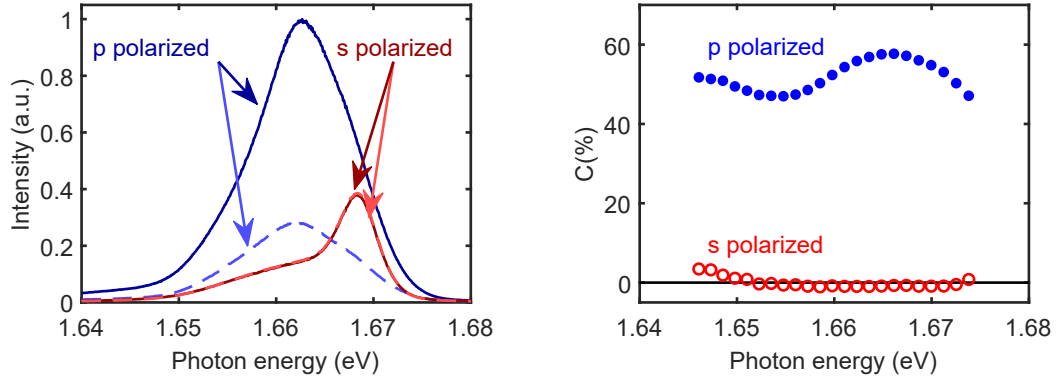 p polarized
s polarized
Intensity (a.u.)
1
0.8
0.6
0.4
0.2
0
1.64
1.65
1.66
1.67
1.68
Photon energy (eV)
p polarized
s polarized
C(%)
60
40
20
0
1.64
1.65
1.66
1.67
1.68
Photon energy (eV)